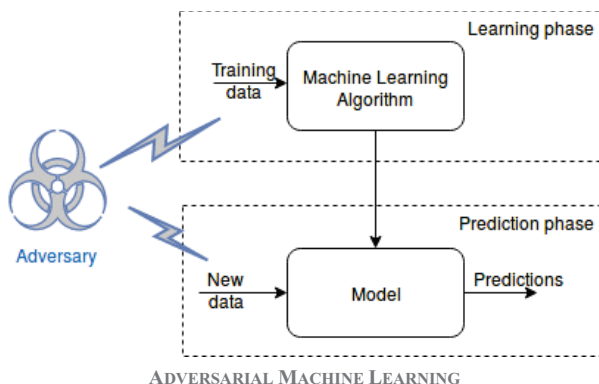 Learning phase
Training
data
Machine Learning
Algorithm
Adversary
Prediction phase
New
data
Model
Predictions
ADVERSARIAL MACHINE LEARNING